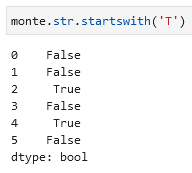 monte.str.startswith('T')
0    False
1    False
2     True
3    False
4     True
5    False
dtype: bool